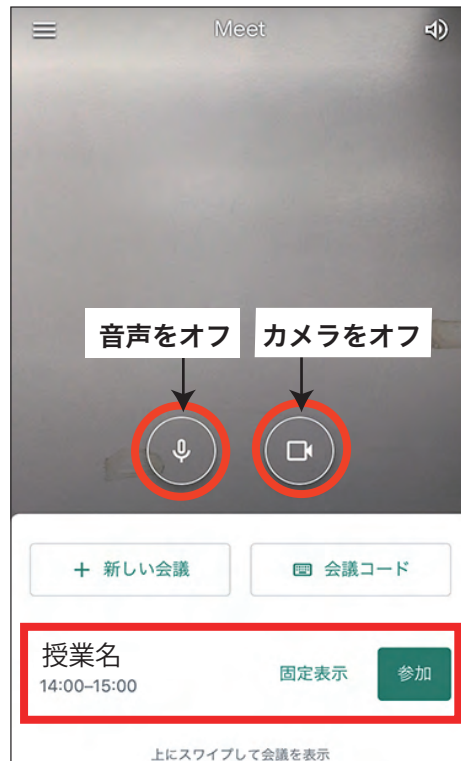 Meet
音声をオフ
カメラをオフ
+ 新しい会議
会議コード
授業名
14:00–15:00
固定表示
参加
上にスワイプして会議を表示